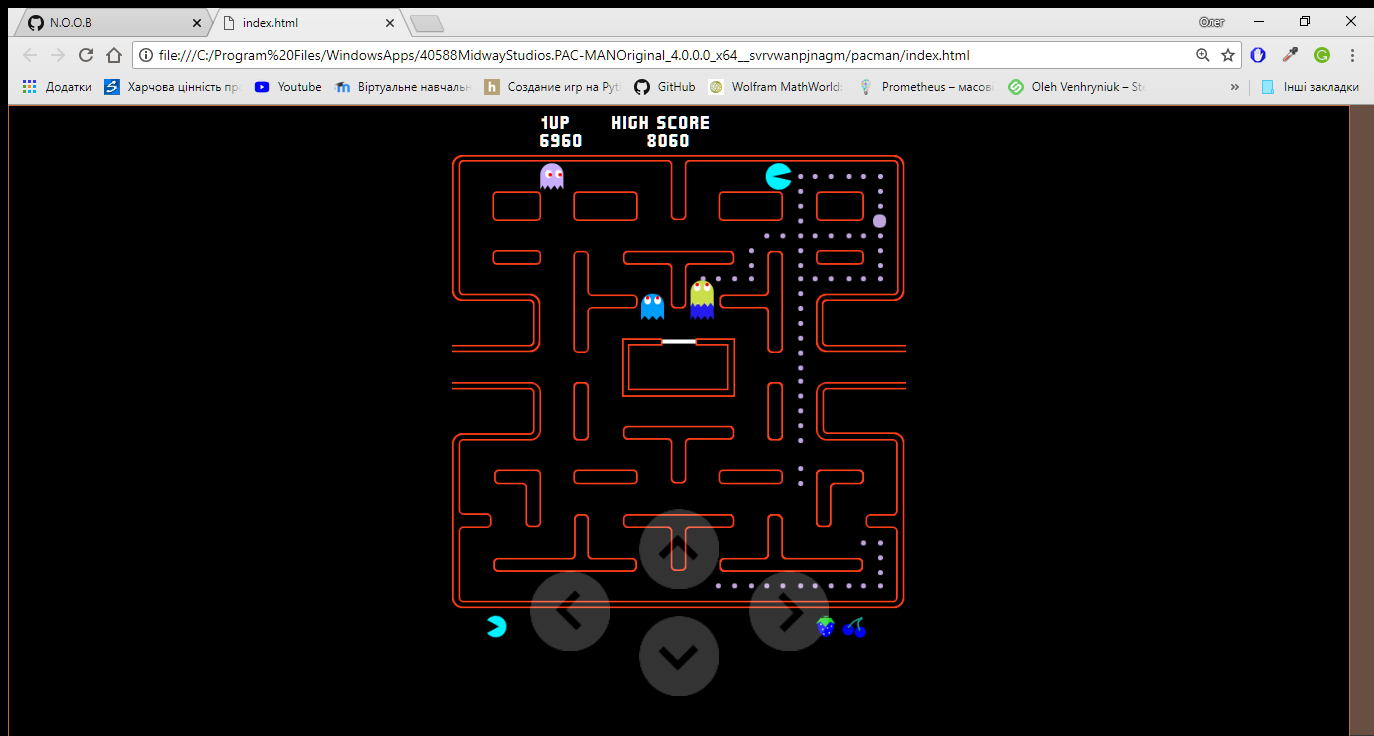 N.O.O.B
index.html
Олег
file:///C:/Program%20Files/WindowsApps/40588MidwayStudios.PAC-MANOriginal_4.0.0.0_x64__svrvwanpjnagm/pacman/index.html
Додатки
Харчова цінність пр
Youtube
Віртуальне навчальн
Создание игр на Pyt
GitHub
Wolfram MathWorld:
Prometheus – масові
Oleh Venhryniuk – St
Інші закладки
1UP HIGH SCORE
6960 8060